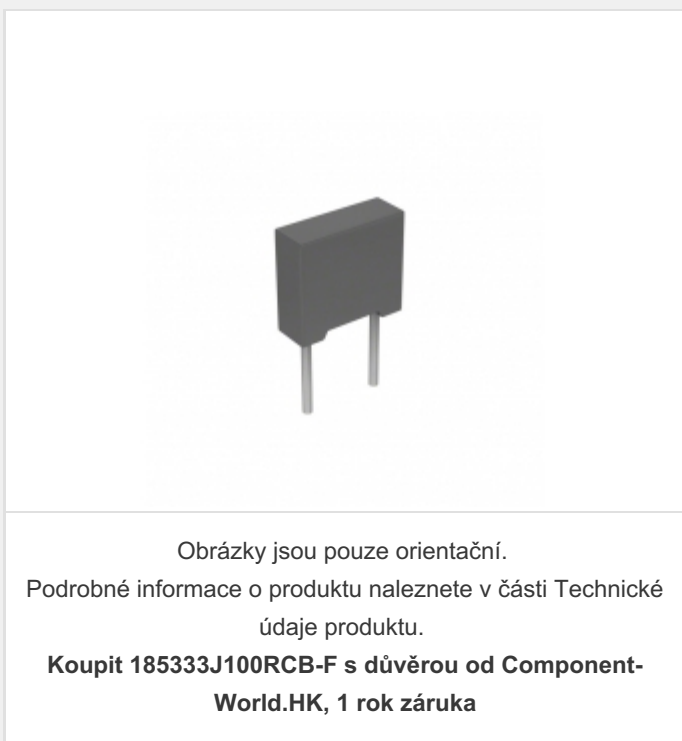 Obrázky jsou pouze orientační.
Podrobné informace o produktu naleznete v části Technické
údaje produktu.
Koupit 185333J100RCB-F s důvěrou od Component-
World.HK, 1 rok záruka